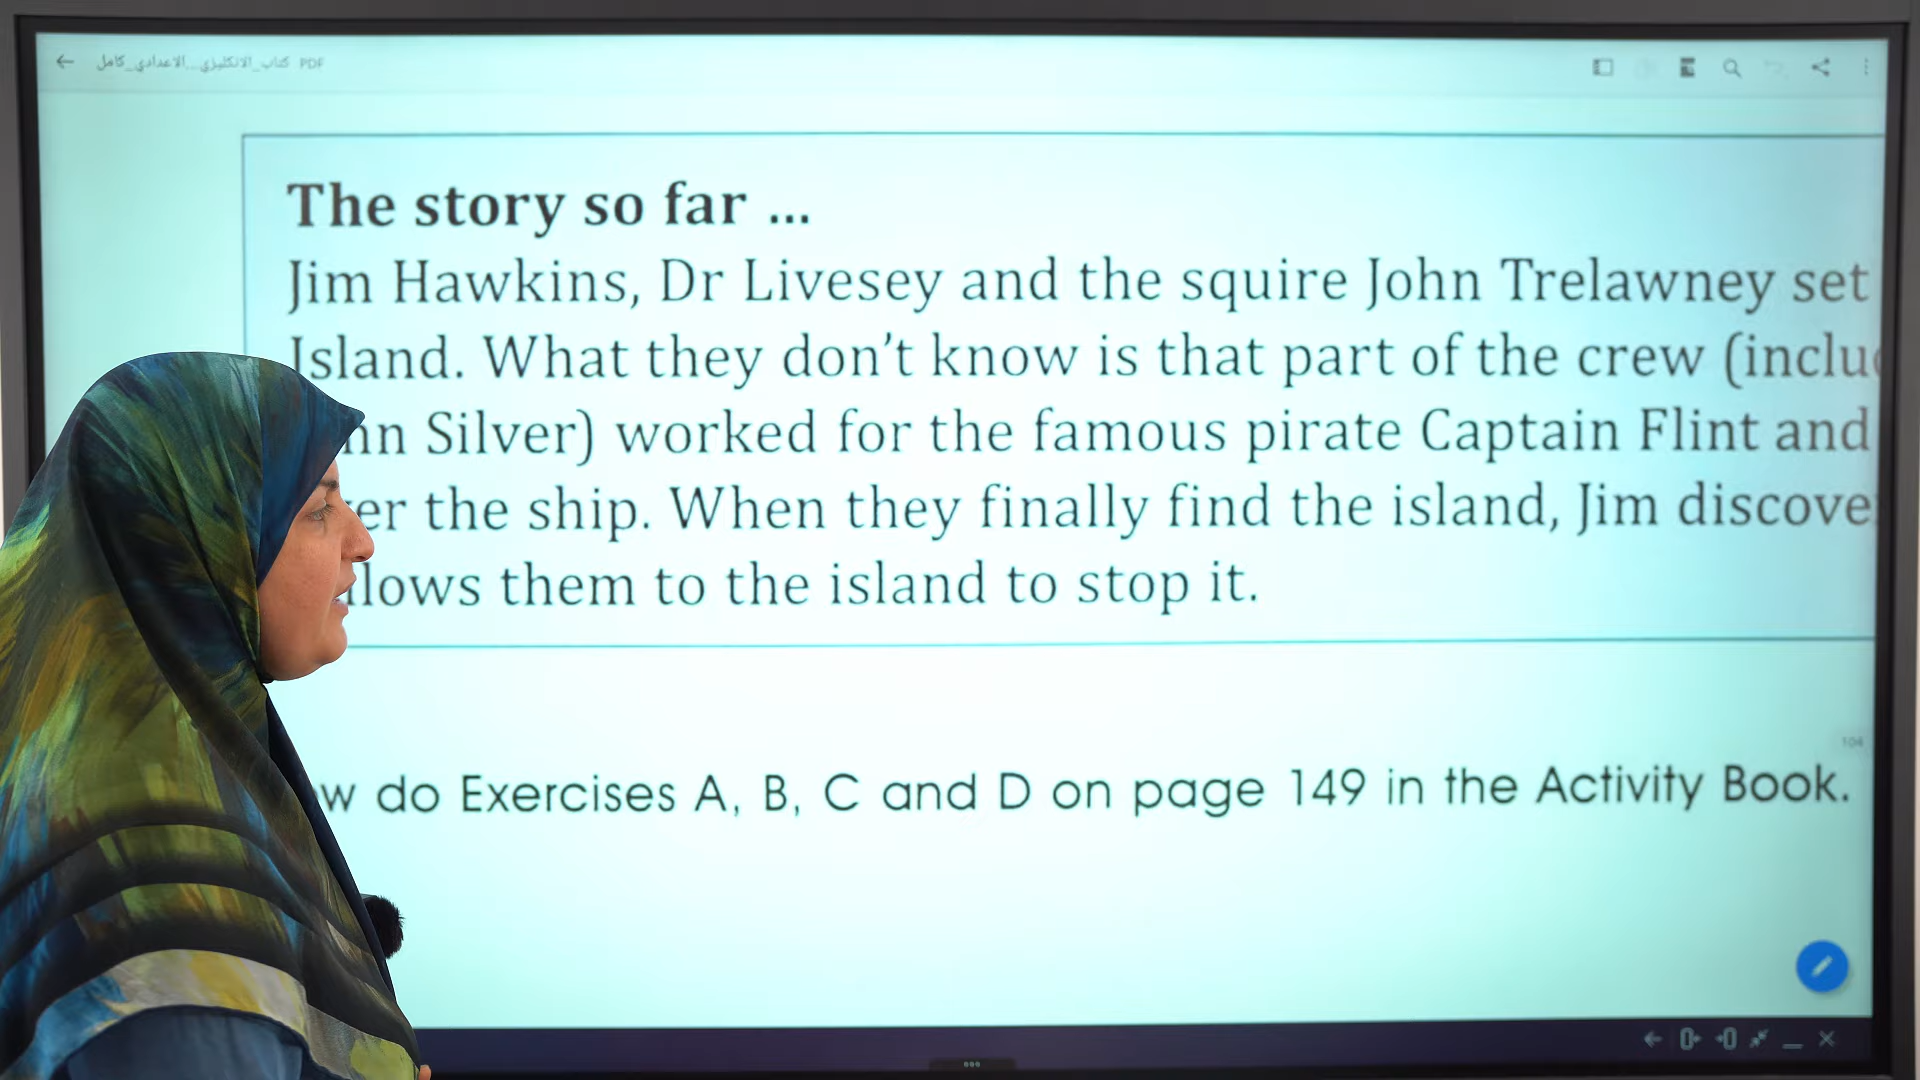 كتاب_الانكليزي...الاعدادي_كامل PDF
The story so far ...
Jim Hawkins, Dr Livesey and the squire John Trelawney set
Island. What they don't know is that part of the crew (inclu
Silver) worked for the famous pirate Captain Flint and
the ship. When they finally find the island, Jim discove
them to the island to stop it.
104
do Exercises A, B, C and D on page 149 in the Activity Book.